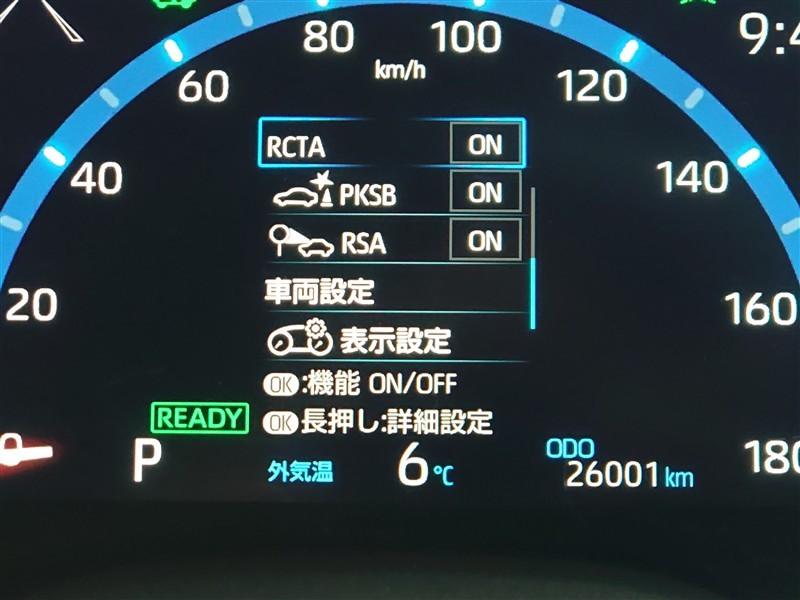 80 100
km/h
60 120
40 140
20 160
180
9:4
RCTA ON
PKSB ON
RSA ON
車両設定
表示設定
OK:機能 ON/OFF
OK長押し:詳細設定
READY
P
外気温 6℃
ODO
26001km